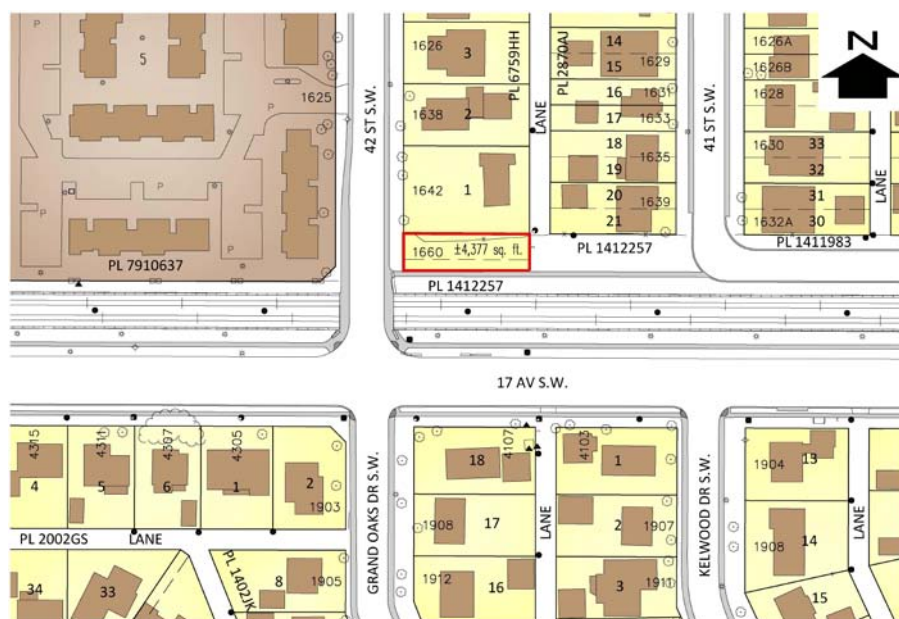 5
1625
P
P
P
P
PL 7910637
42 ST S.W.
1626
3
1638
2
1642
1
1660 ±4,377 sq. ft.
PL 6759HH
LANE
PL 2870AJ
14
15
1629
16
1631
17
1633
18
1635
19
20
1639
21
PL 1412257
PL 1412257
41 ST S.W.
1626A
1626B
1628
1630
33
32
31
1632A
30
PL 1411983
LANE
N
17 AV S.W.
4315
4311
4307
4305
4
5
6
1
2
1903
PL 2002GS
LANE
34
33
PL 1402JK
8
1905
GRAND OAKS DR S.W.
18
4107
1908
17
1912
16
LANE
4103
1
2
1907
3
1911
KELWOOD DR S.W.
1904
13
1908
14
15
LANE